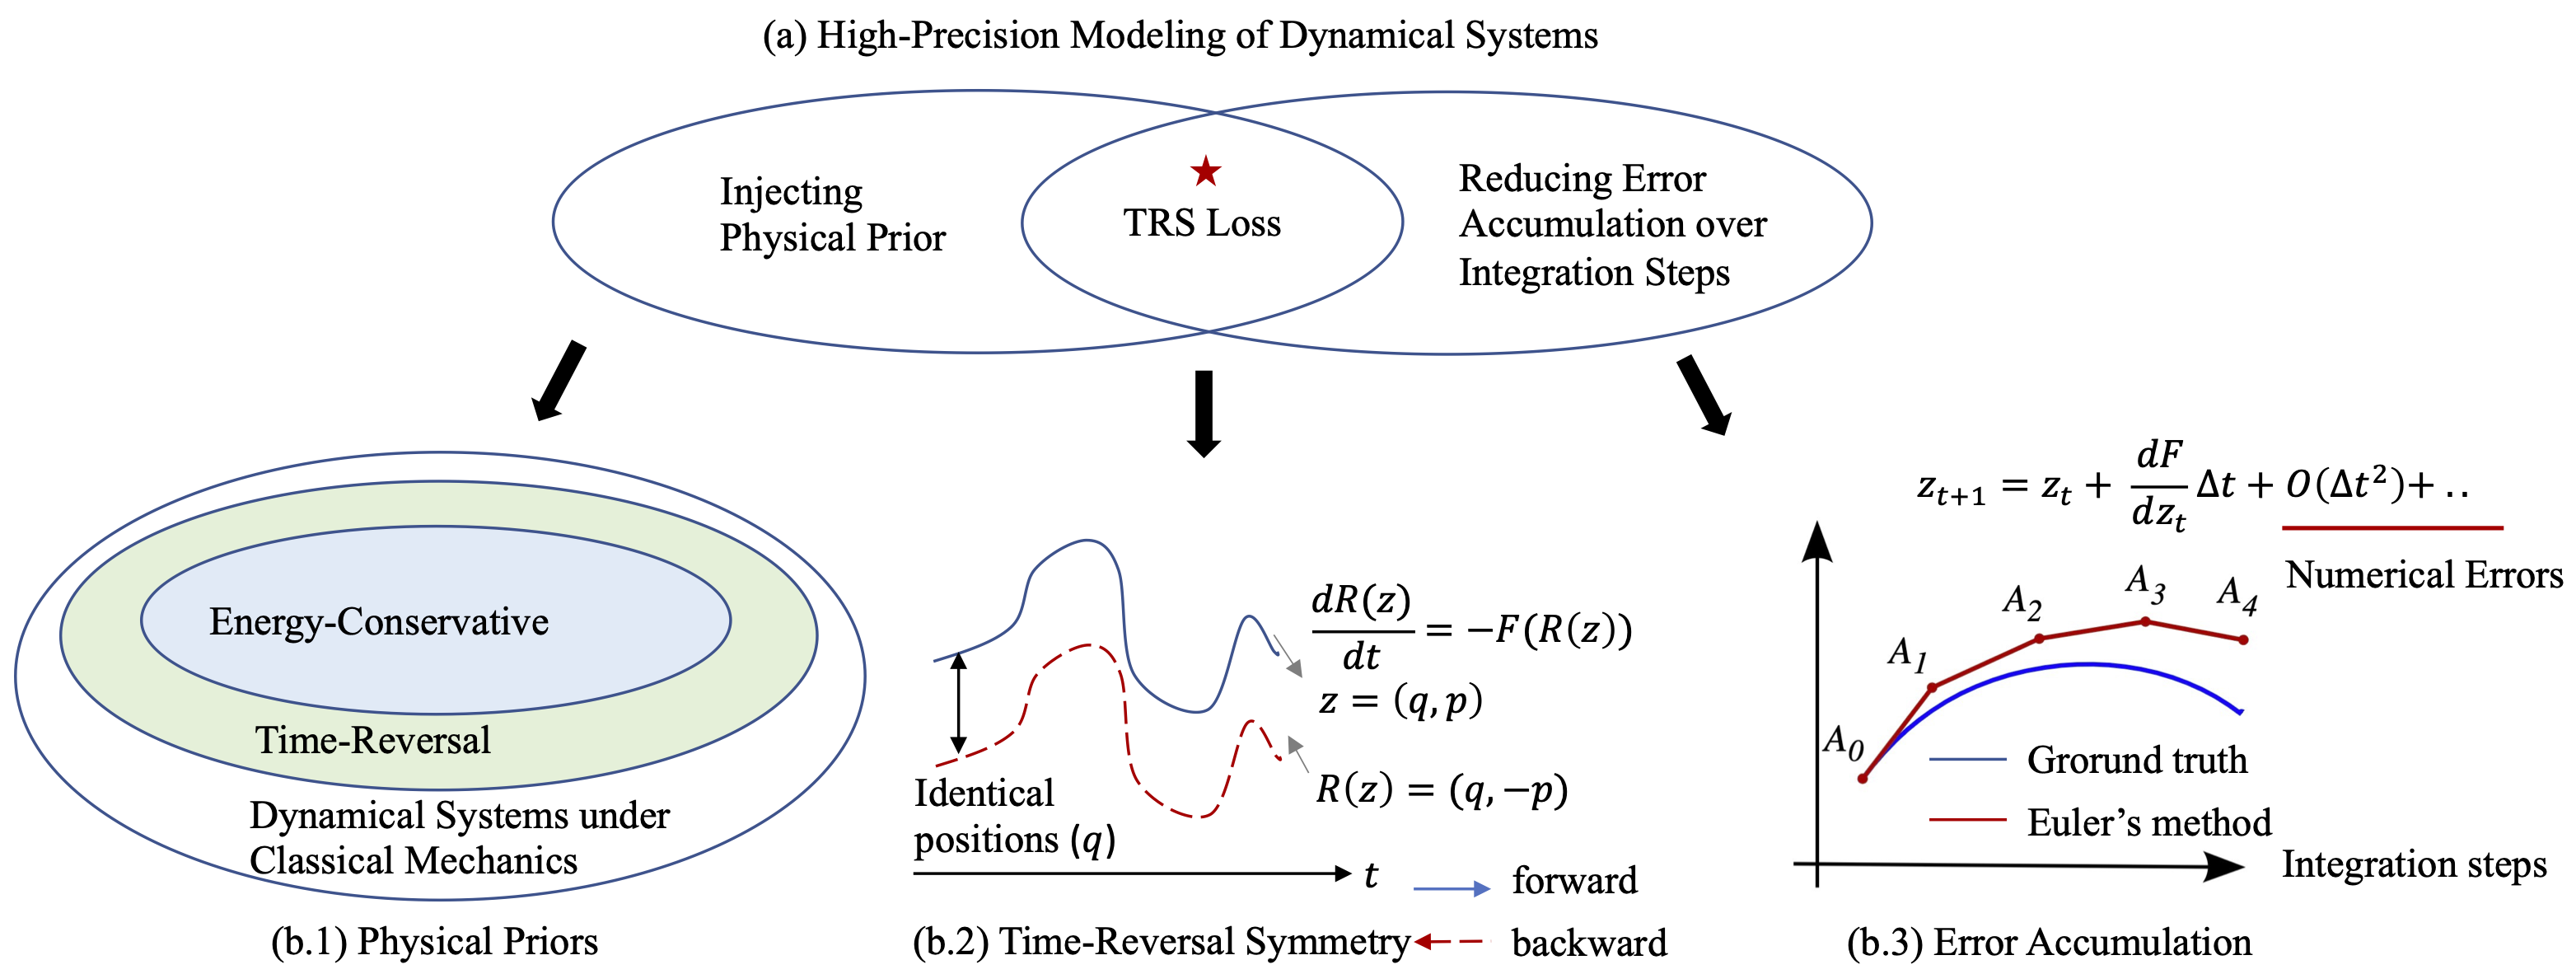 (a) High-Precision Modeling of Dynamical Systems
Injecting
Physical Prior
TRS Loss
Reducing Error
Accumulation over
Integration Steps
Energy-Conservative
Time-Reversal
Dynamical Systems under
Classical Mechanics
(b.1) Physical Priors
dR(z)/dt = −F(R(z))
z = (q, p)
R(z) = (q, −p)
Identical
positions (q)
t
forward
backward
(b.2) Time-Reversal Symmetry
z_{t+1} = z_t + dF/dz_t Δt + O(Δt²)+ ..
Numerical Errors
A_0
A_1
A_2
A_3
A_4
Grorund truth
Euler’s method
Integration steps
(b.3) Error Accumulation